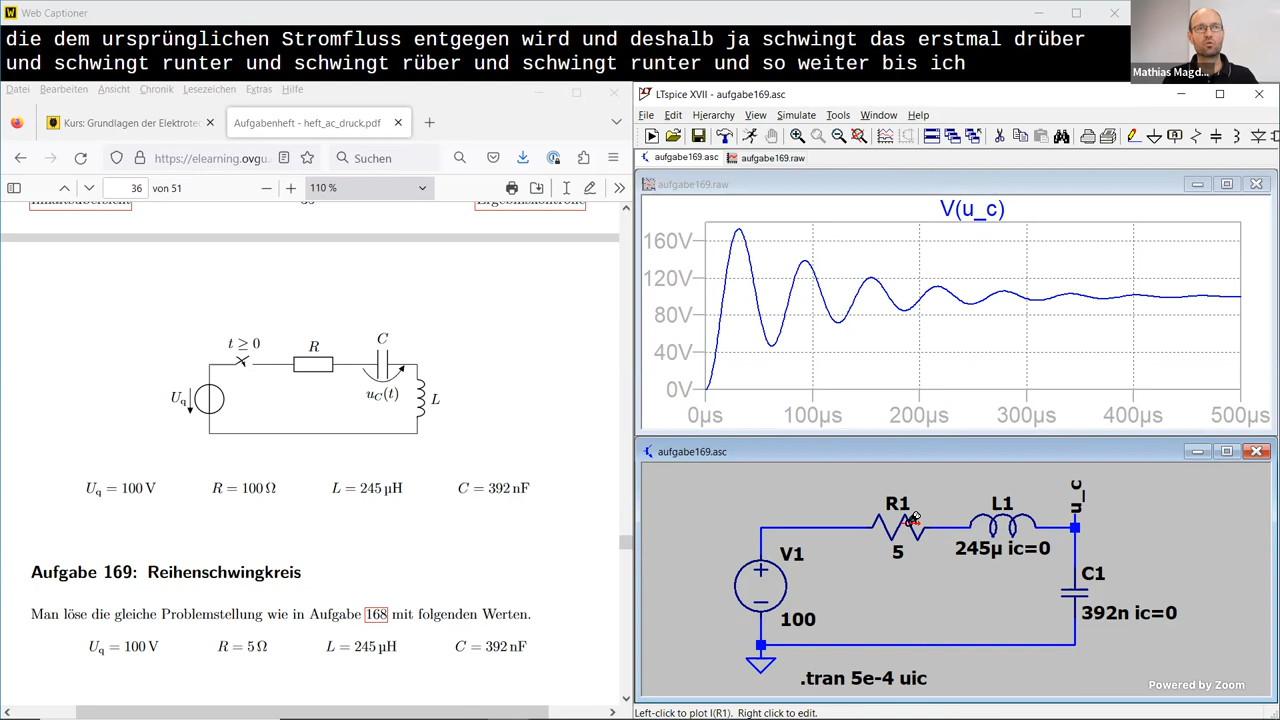 Web Captioner
die dem ursprünglichen Stromfluss entgegen wird und deshalb ja schwingt das erstmal drüber
und schwingt runter und schwingt rüber und schwingt runter und so weiter bis ich
Mathias Magd...
Datei Bearbeiten Ansicht Chronik Lesezeichen Extras Hilfe
Kurs: Grundlagen der Elektrote
Aufgabenheft - heft_ac_druck.pdf
https://elearning.ovgu.
Suchen
36 von 51
110 %
t ≥ 0
R
C
U_q
u_C(t)
L
U_q = 100 V R = 100 Ω L = 245 µH C = 392 nF
Aufgabe 169: Reihenschwingkreis
Man löse die gleiche Problemstellung wie in Aufgabe 168 mit folgenden Werten.
U_q = 100 V R = 5 Ω L = 245 µH C = 392 nF
LTspice XVII - aufgabe169.asc
File Edit Hierarchy View Simulate Tools Window Help
aufgabe169.asc aufgabe169.raw
aufgabe169.raw
V(u_c)
160V
120V
80V
40V
0V
0µs 100µs 200µs 300µs 400µs 500µs
aufgabe169.asc
R1
5
L1
245µ ic=0
u_c
V1
100
C1
392n ic=0
.tran 5e-4 uic
Powered by Zoom
Left-click to plot I(R1). Right click to edit.